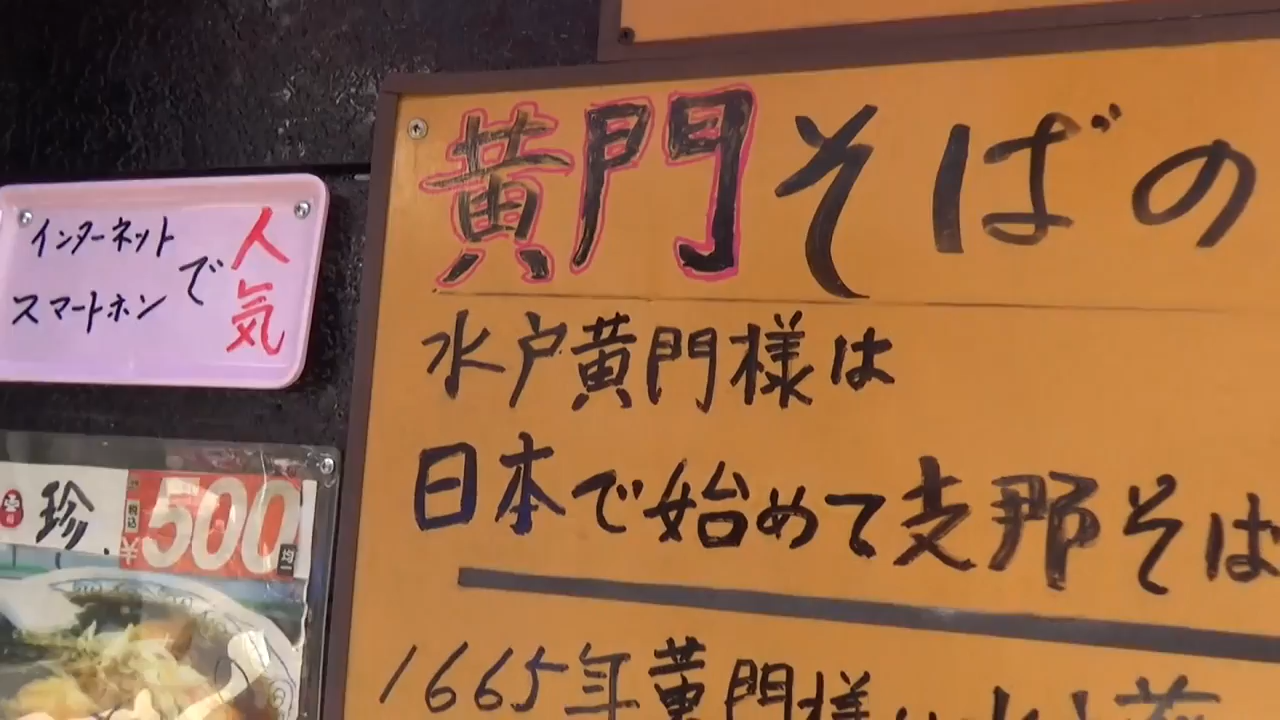 黄門そばの
水戸黄門様は
日本で始めて支那そば
1665年黄門様
インターネット
スマートホン
で
人気
珍
税込
500
均一